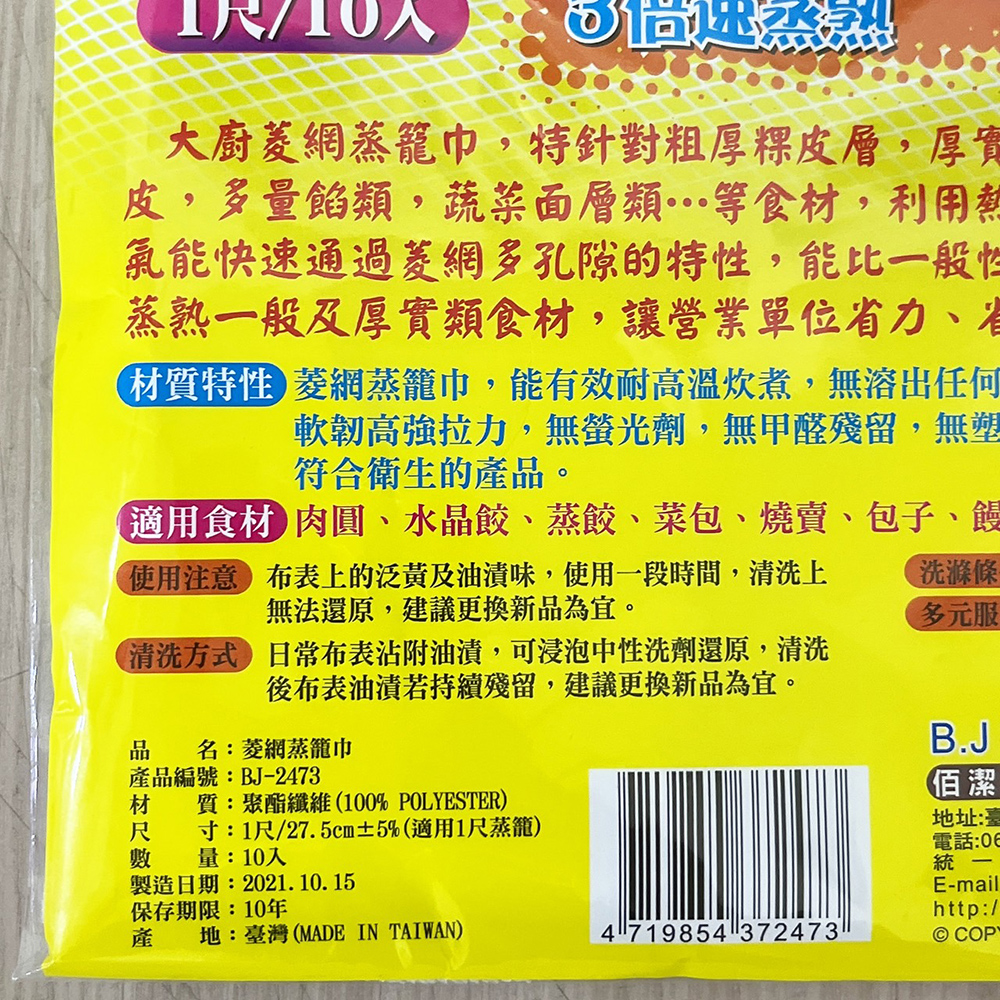 1尺/10入
3倍速蒸熟
大廚菱網蒸籠巾，特針對粗厚粿皮層，厚實
皮，多量餡類，蔬菜面層類…等食材，利用熱
氣能快速通過菱網多孔隙的特性，能比一般性
蒸熟一般及厚實類食材，讓營業單位省力、省
材質特性 菱網蒸籠巾，能有效耐高溫炊煮，無溶出任何
軟韌高強拉力，無螢光劑，無甲醛殘留，無塑
符合衛生的產品。
適用食材 肉圓、水晶餃、蒸餃、菜包、燒賣、包子、饅
使用注意 布表上的泛黃及油漬味，使用一段時間，清洗上
無法還原，建議更換新品為宜。
清洗方式 日常布表沾附油漬，可浸泡中性洗劑還原，清洗
後布表油漬若持續殘留，建議更換新品為宜。
洗滌條
多元服
品 名：菱網蒸籠巾
產品編號：BJ-2473
材 質：聚酯纖維(100% POLYESTER)
尺 寸：1尺/27.5cm±5%(適用1尺蒸籠)
數 量：10入
製造日期：2021.10.15
保存期限：10年
產 地：臺灣(MADE IN TAIWAN)
4 719854 372473
B.J
佰潔
地址:臺
電話:06
統 一
E-mail
http:/
© COPY